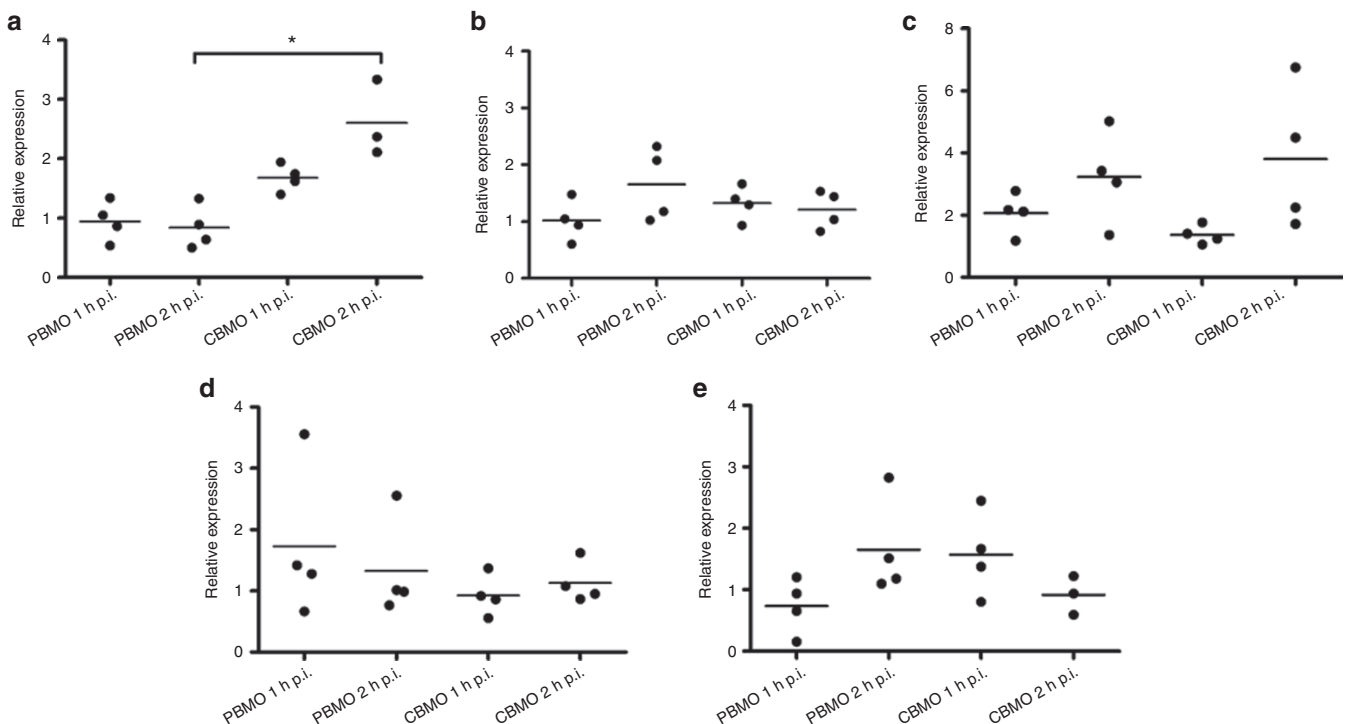 a
*
4
3
2
1
0
Relative expression
PBMO 1 h p.i.
PBMO 2 h p.i.
CBMO 1 h p.i.
CBMO 2 h p.i.
b
4
3
2
1
0
Relative expression
PBMO 1 h p.i.
PBMO 2 h p.i.
CBMO 1 h p.i.
CBMO 2 h p.i.
c
8
6
4
2
0
Relative expression
PBMO 1 h p.i.
PBMO 2 h p.i.
CBMO 1 h p.i.
CBMO 2 h p.i.
d
4
3
2
1
0
Relative expression
PBMO 1 h p.i.
PBMO 2 h p.i.
CBMO 1 h p.i.
CBMO 2 h p.i.
e
4
3
2
1
0
Relative expression
PBMO 1 h p.i.
PBMO 2 h p.i.
CBMO 1 h p.i.
CBMO 2 h p.i.